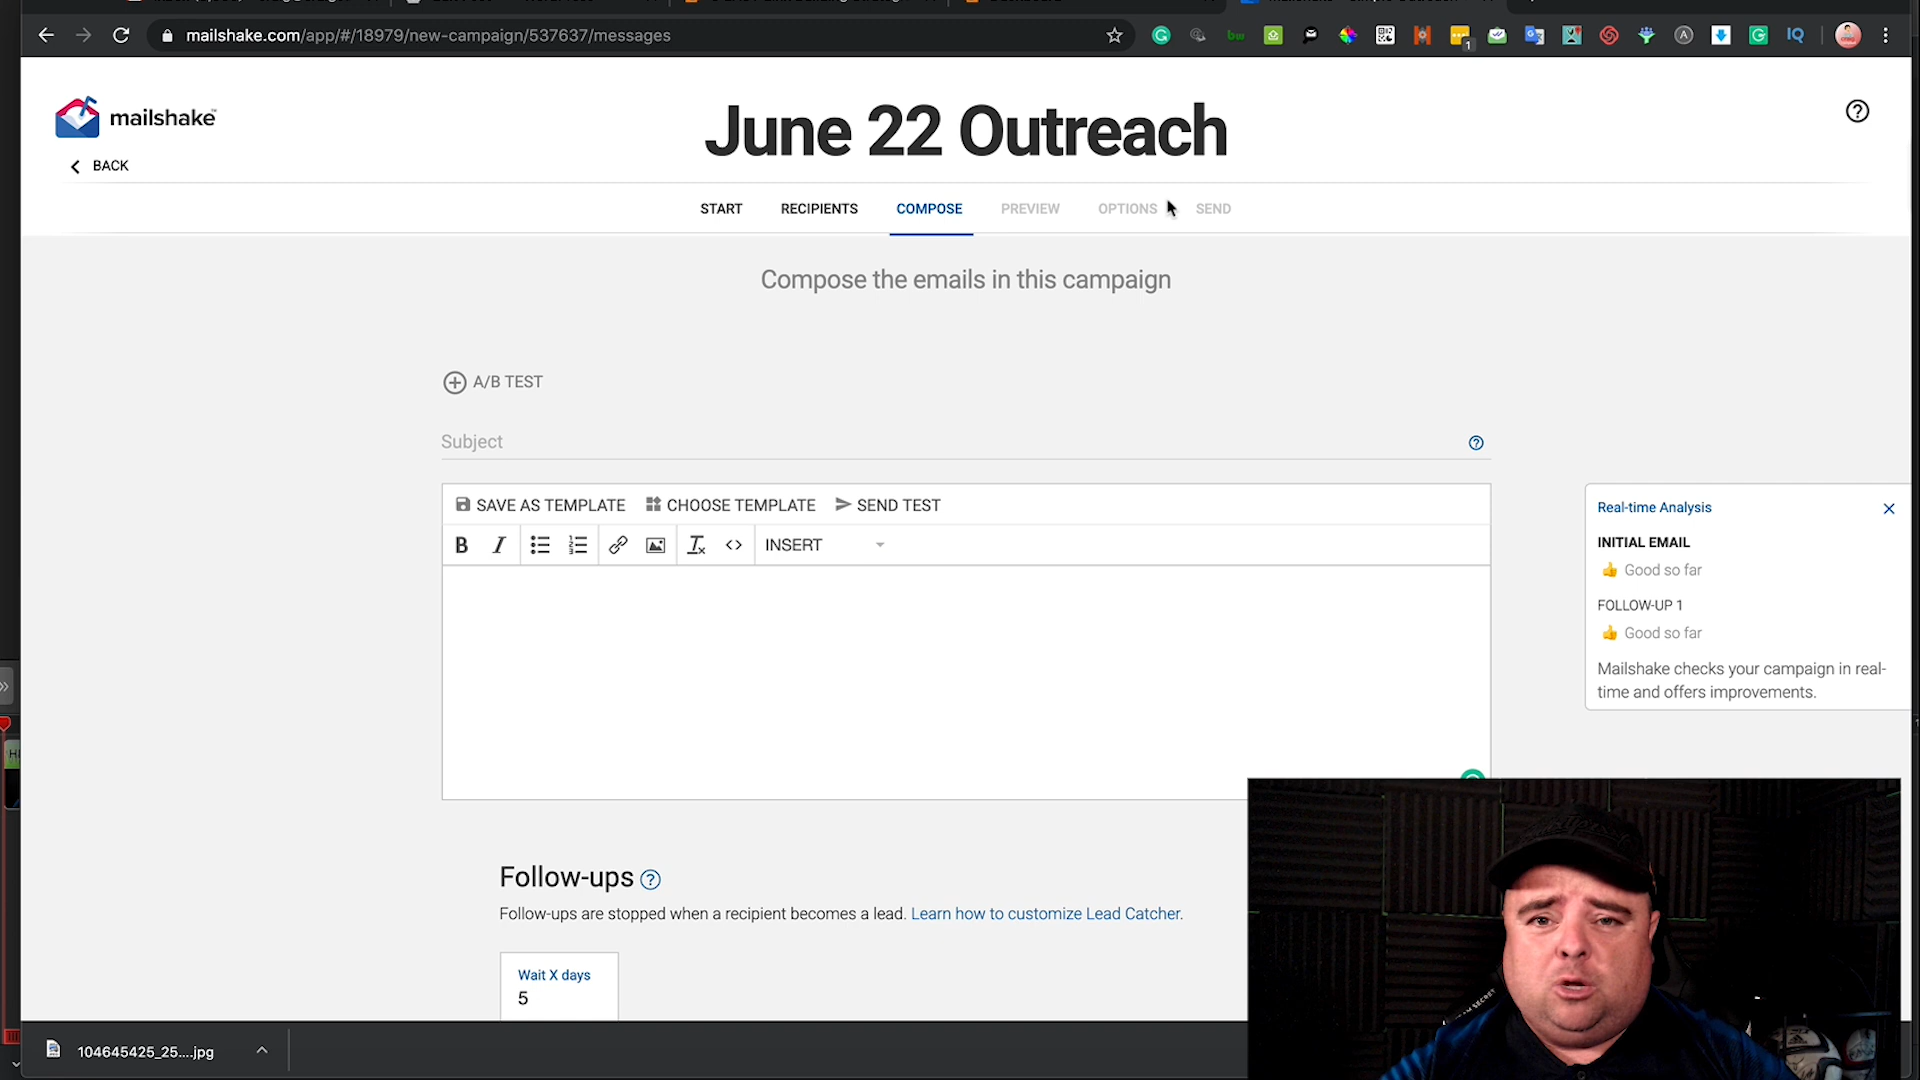 mailshake.com/app/#/18979/new-campaign/537637/messages
bw
1
IQ
mailshake
June 22 Outreach
BACK
START RECIPIENTS COMPOSE PREVIEW OPTIONS SEND
Compose the emails in this campaign
A/B TEST
Subject
SAVE AS TEMPLATE CHOOSE TEMPLATE SEND TEST
B I INSERT
Real-time Analysis
INITIAL EMAIL
👍 Good so far
FOLLOW-UP 1
👍 Good so far
Mailshake checks your campaign in real-
time and offers improvements.
Follow-ups
Follow-ups are stopped when a recipient becomes a lead. Learn how to customize Lead Catcher.
Wait X days
5
104645425_25....jpg